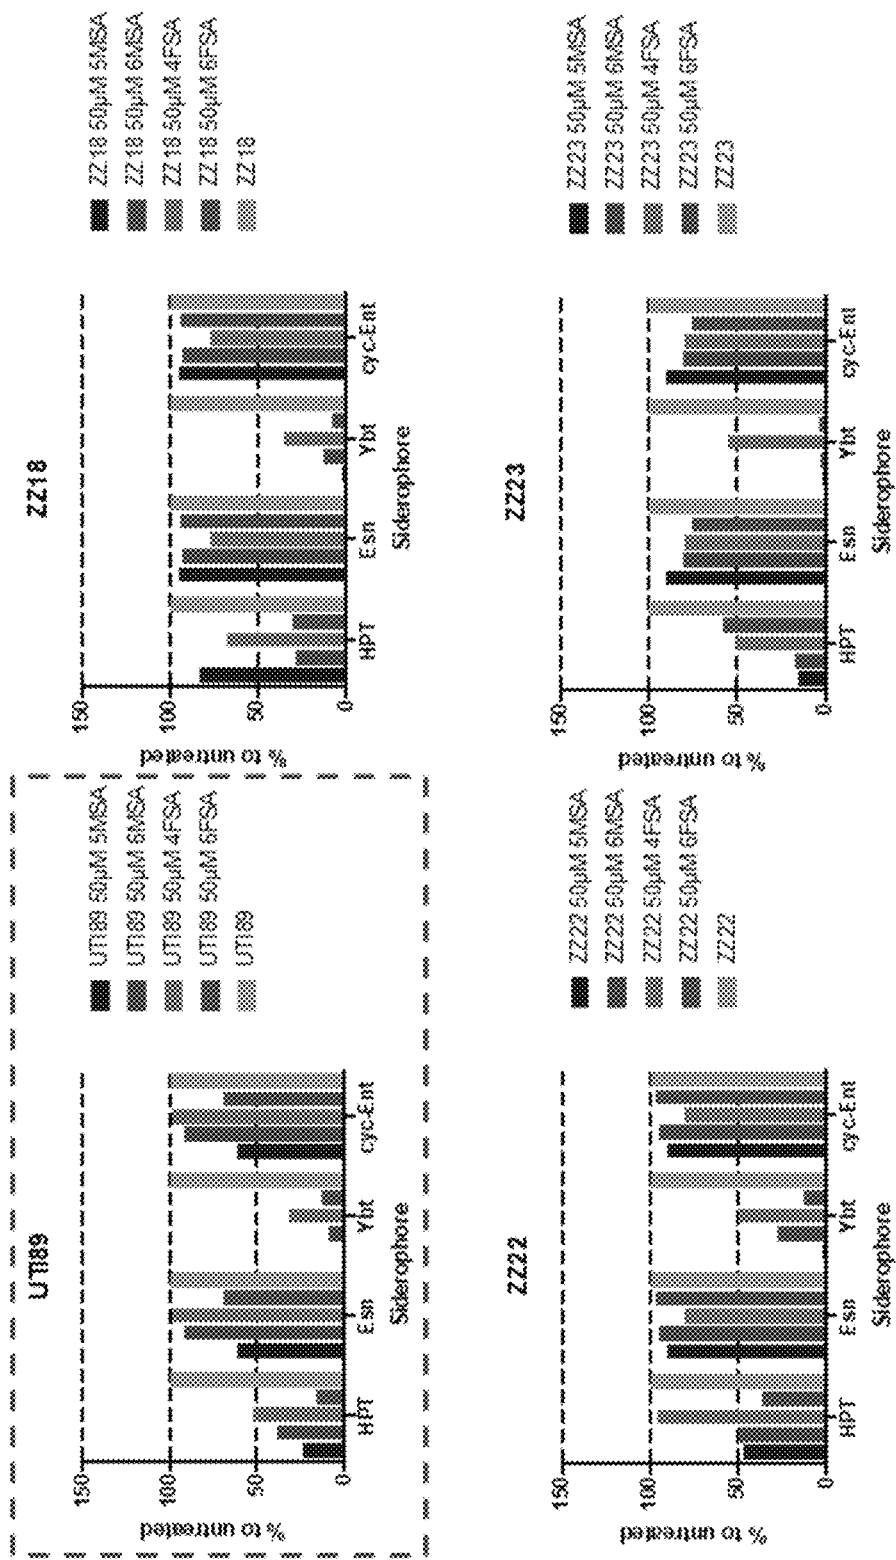 UTI89
% to untreated
150
100
50
0
HPT
Esn
Ybt
cyc-Ent
Siderophore
UTI89 50µM 5MSA
UTI89 50µM 6MSA
UTI89 50µM 4FSA
UTI89 50µM 6FSA
UTI89
ZZ18
% to untreated
150
100
50
0
HPT
Esn
Ybt
cyc-Ent
Siderophore
ZZ18 50µM 5MSA
ZZ18 50µM 6MSA
ZZ18 50µM 4FSA
ZZ18 50µM 6FSA
ZZ18
ZZ22
% to untreated
150
100
50
0
HPT
Esn
Ybt
cyc-Ent
Siderophore
ZZ22 50µM 5MSA
ZZ22 50µM 6MSA
ZZ22 50µM 4FSA
ZZ22 50µM 6FSA
ZZ22
ZZ23
% to untreated
150
100
50
0
HPT
Esn
Ybt
cyc-Ent
Siderophore
ZZ23 50µM 5MSA
ZZ23 50µM 6MSA
ZZ23 50µM 4FSA
ZZ23 50µM 6FSA
ZZ23